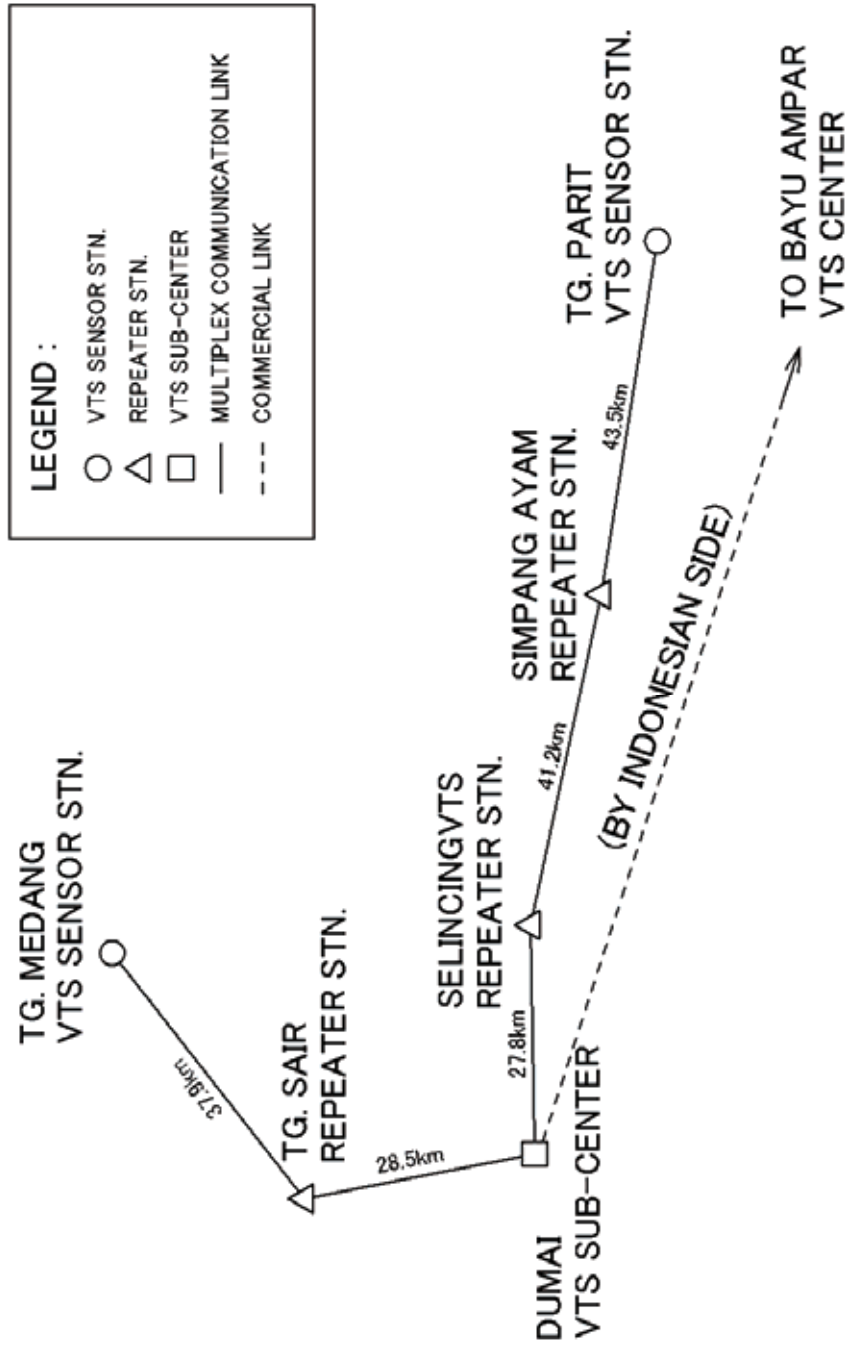 LEGEND :
VTS SENSOR STN.
REPEATER STN.
VTS SUB-CENTER
MULTIPLEX COMMUNICATION LINK
COMMERCIAL LINK
TG. MEDANG
VTS SENSOR STN.
37.9km
TG. SAIR
REPEATER STN.
28.5km
DUMAI
VTS SUB-CENTER
27.8km
SELINCINGVTS
REPEATER STN.
41.2km
SIMPANG AYAM
REPEATER STN.
43.5km
TG. PARIT
VTS SENSOR STN.
(BY INDONESIAN SIDE)
TO BAYU AMPAR
VTS CENTER